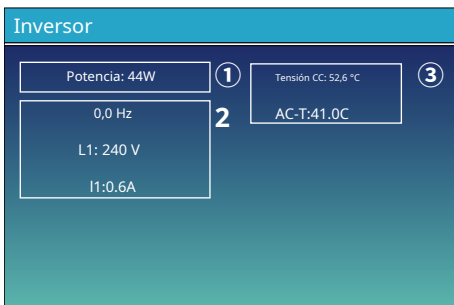 Inversor
Potencia: 44W
①
0,0 Hz
L1: 240 V
l1:0.6A
2
Tensión CC: 52,6 °C
AC-T:41.0C
③